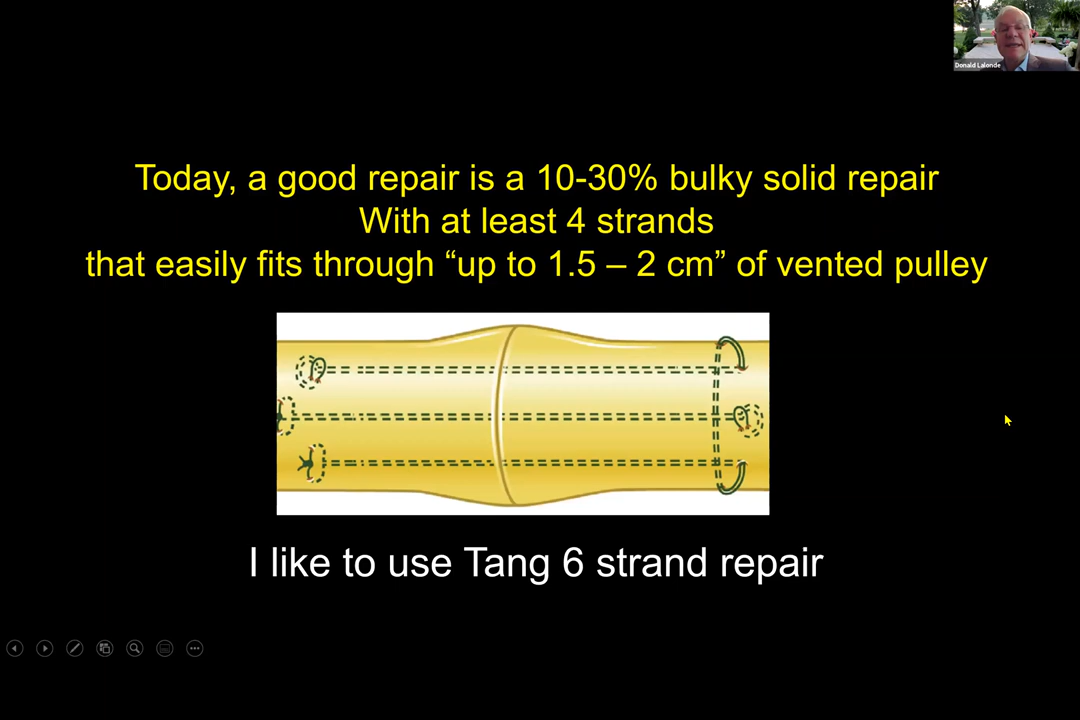 Donald Lalonde
Today, a good repair is a 10-30% bulky solid repair
With at least 4 strands
that easily fits through “up to 1.5 – 2 cm” of vented pulley
I like to use Tang 6 strand repair